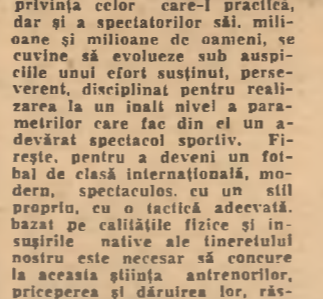 privința celor care-l practică,
dar și a spectatorilor săi, mili-
oane și milioane de oameni, se
cuvine să evolueze sub auspi-
ciile unui efort susținut, perse-
verent, disciplinat pentru reali-
zarea la un înalt nivel a para-
metrilor care fac din el un a-
devărat spectacol sportiv. Fi-
rește, pentru a deveni un fot-
bal de clasă internațională, mo-
dern, spectaculos, cu un stil
propriu, cu o tactică adecvată,
bazat pe calitățile fizice și in-
sușirile native ale tineretului
nostru este necesar să concure
la aceasta știința antrenorilor,
priceperea și dăruirea lor, răs-